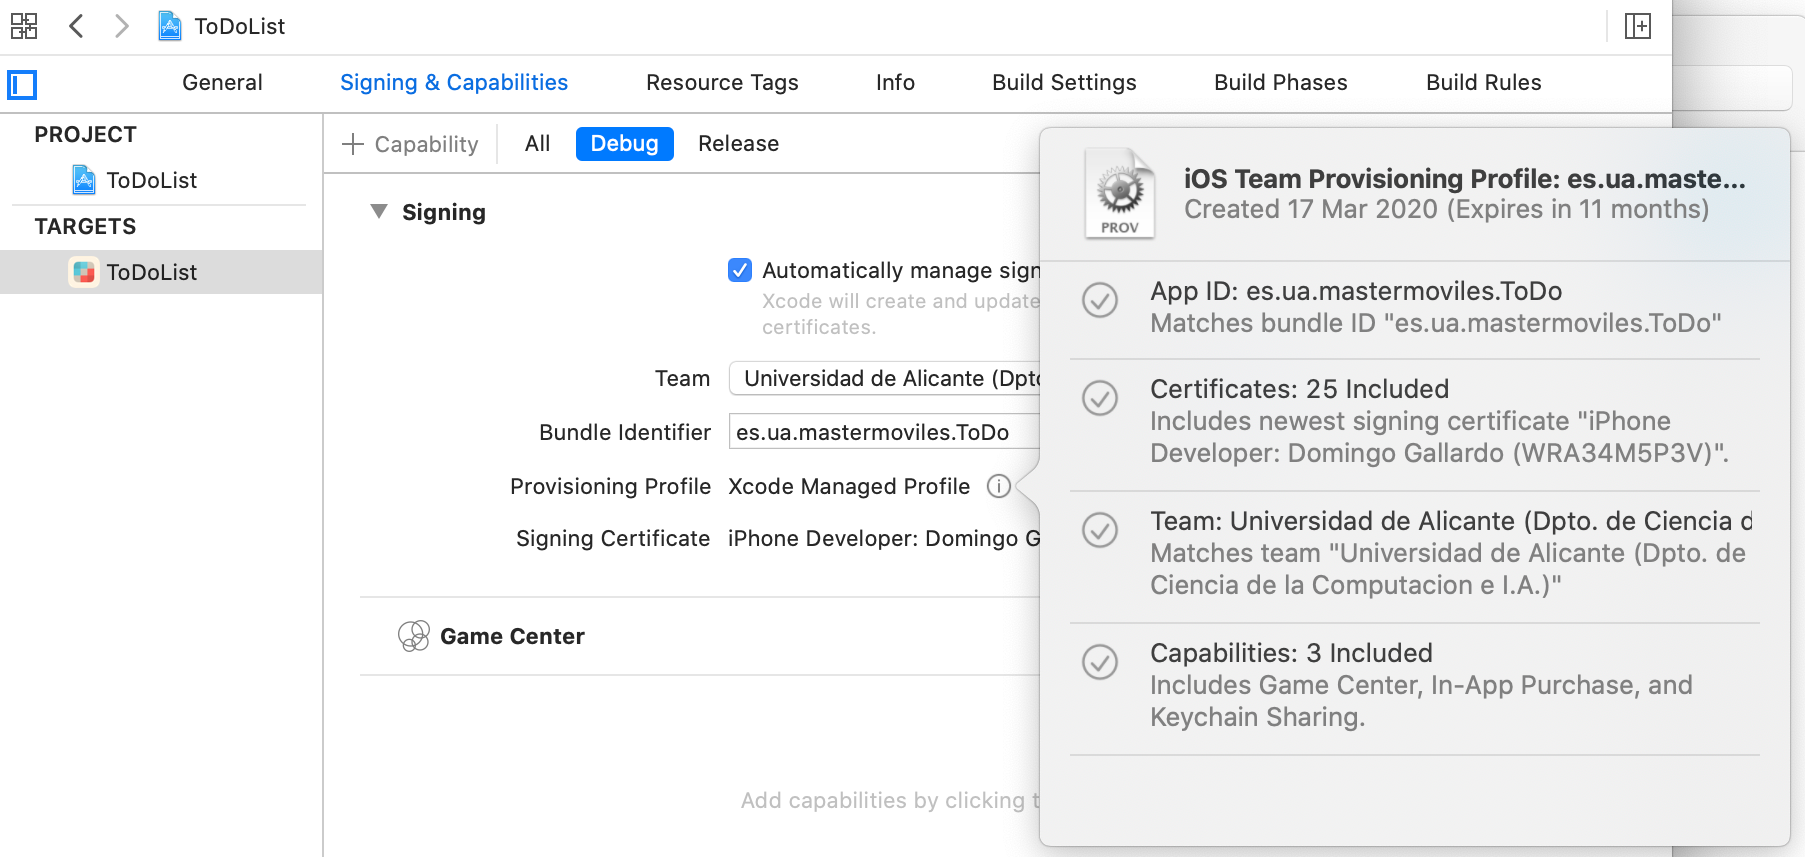 ToDoList
General Signing & Capabilities Resource Tags Info Build Settings Build Phases Build Rules
PROJECT
ToDoList
TARGETS
ToDoList
Capability All Debug Release
Signing
Automatically manage sign
Xcode will create and update
certificates.
Team Universidad de Alicante (Dpto
Bundle Identifier es.ua.mastermoviles.ToDo
Provisioning Profile Xcode Managed Profile
Signing Certificate iPhone Developer: Domingo G
Game Center
Add capabilities by clicking t
PROV
iOS Team Provisioning Profile: es.ua.maste...
Created 17 Mar 2020 (Expires in 11 months)
App ID: es.ua.mastermoviles.ToDo
Matches bundle ID "es.ua.mastermoviles.ToDo"
Certificates: 25 Included
Includes newest signing certificate "iPhone
Developer: Domingo Gallardo (WRA34M5P3V)".
Team: Universidad de Alicante (Dpto. de Ciencia d
Matches team "Universidad de Alicante (Dpto. de
Ciencia de la Computacion e I.A.)"
Capabilities: 3 Included
Includes Game Center, In-App Purchase, and
Keychain Sharing.